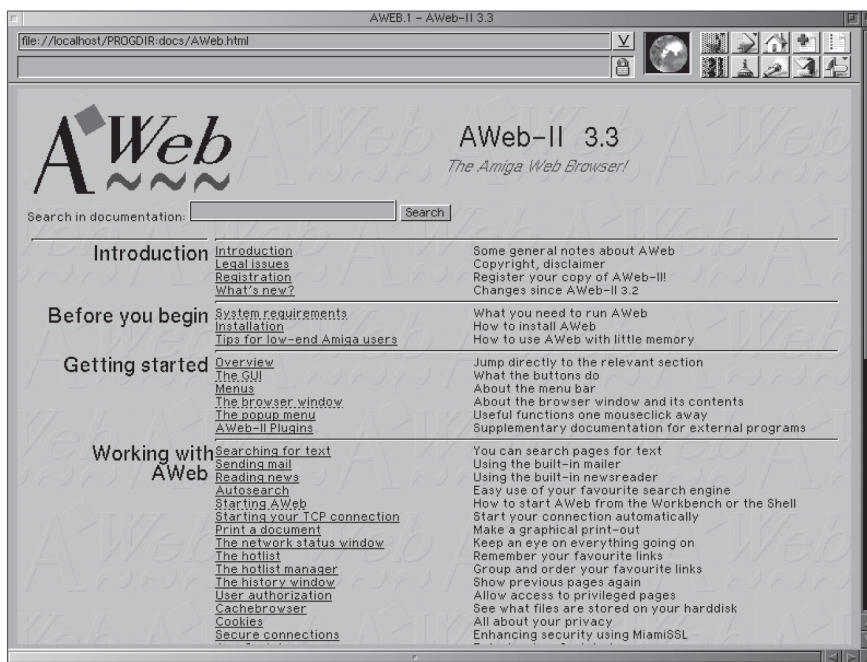 AWEB.1 – AWeb-II 3.3
file://localhost/PROGDIR:docs/AWeb.html
V
AWeb
AWeb-II 3.3
The Amiga Web Browser!
Search in documentation: Search
Introduction Introduction Some general notes about AWeb
Legal issues Copyright, disclaimer
Registration Register your copy of AWeb-II!
What's new? Changes since AWeb-II 3.2
Before you begin System requirements What you need to run AWeb
Installation How to install AWeb
Tips for low-end Amiga users How to use AWeb with little memory
Getting started Overview Jump directly to the relevant section
The GUI What the buttons do
Menus About the menu bar
The browser window About the browser window and its contents
The popup menu Useful functions one mouseclick away
AWeb-II Plugins Supplementary documentation for external programs
Working with AWeb Searching for text You can search pages for text
Sending mail Using the built-in mailer
Reading news Using the built-in newsreader
Autosearch Easy use of your favourite search engine
Starting AWeb How to start AWeb from the Workbench or the Shell
Starting your TCP connection Start your connection automatically
Print a document Make a graphical print-out
The network status window Keep an eye on everything going on
The hotlist Remember your favourite links
The hotlist manager Group and order your favourite links
The history window Show previous pages again
User authorization Allow access to privileged pages
Cachebrowser See what files are stored on your harddisk
Cookies All about your privacy
Secure connections Enhancing security using MiamiSSL